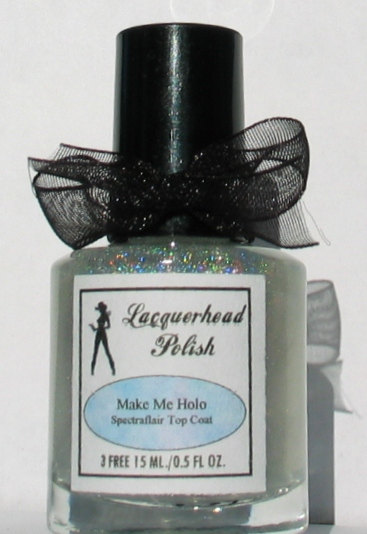 Lacquerhead
Polish
Make Me Holo
Spectraflair Top Coat
3 FREE 15 ML./0.5 FL OZ.